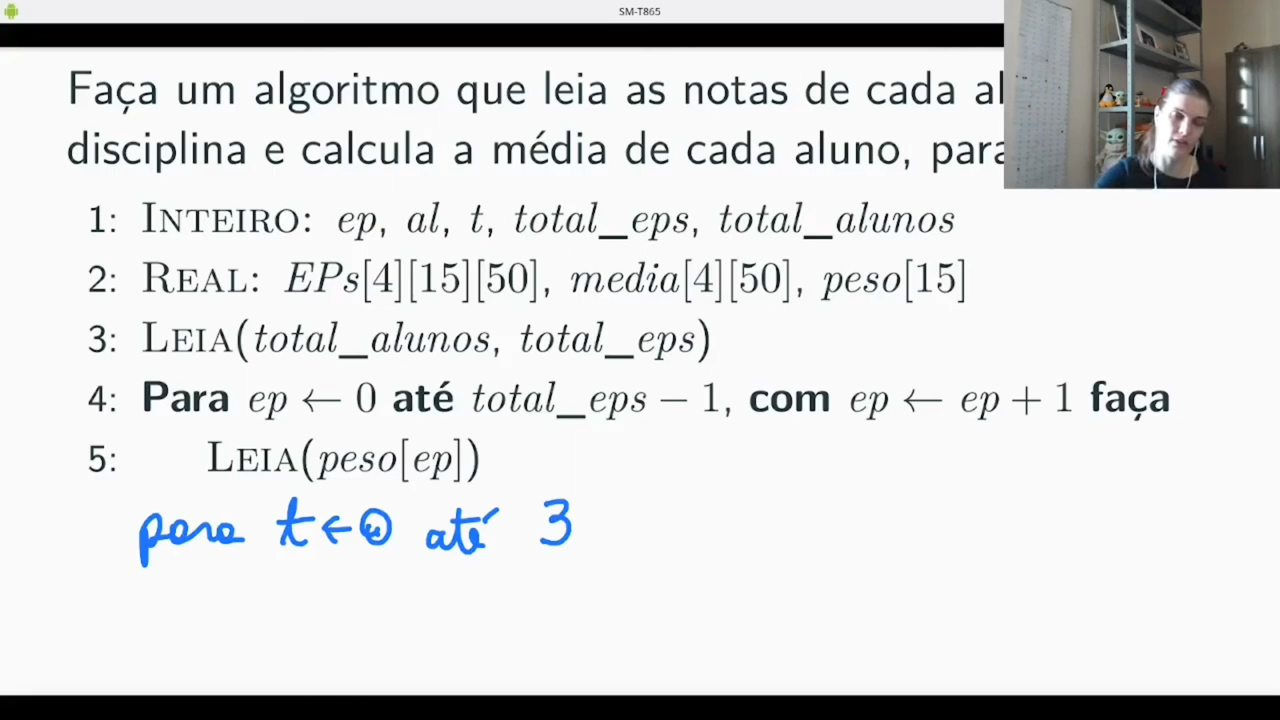 SM-T865
Faça um algoritmo que leia as notas de cada al
disciplina e calcula a média de cada aluno, para
1: INTEIRO: ep, al, t, total_eps, total_alunos
2: REAL: EPs[4][15][50], media[4][50], peso[15]
3: LEIA(total_alunos, total_eps)
4: Para ep ← 0 até total_eps − 1, com ep ← ep + 1 faça
5: LEIA(peso[ep])
para t ← 0 até 3